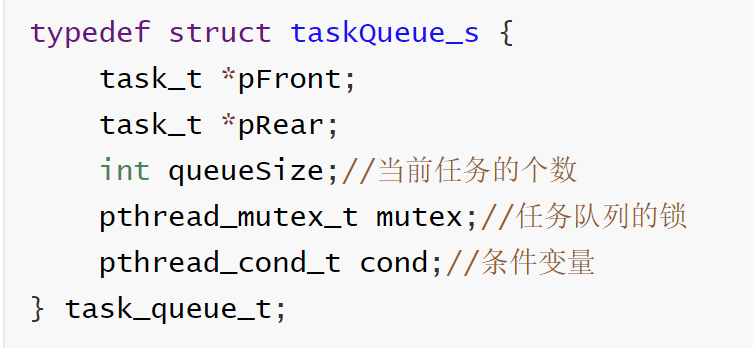 typedef struct taskQueue_s {
    task_t *pFront;
    task_t *pRear;
    int queueSize;//当前任务的个数
    pthread_mutex_t mutex;//任务队列的锁
    pthread_cond_t cond;//条件变量
} task_queue_t;